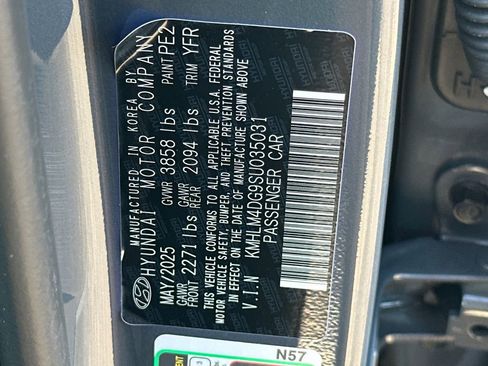 MANUFACTURED IN KOREA BY
HYUNDAI MOTOR COMPANY
MAY/2025 GVWR 3858 lbs PAINT PE2
GAWR FRONT 2271 lbs GAWR REAR 2094 lbs TRIM YFR
THIS VEHICLE CONFORMS TO ALL APPLICABLE U.S.A. FEDERAL
MOTOR VEHICLE SAFETY, BUMPER, AND THEFT PREVENTION STANDARDS
IN EFFECT ON THE DATE OF MANUFACTURE SHOWN ABOVE
V.I.N KMHLM4DG9SU035031
PASSENGER CAR
N57